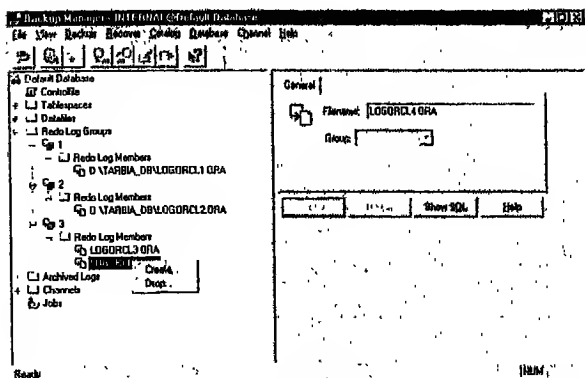 Backup Manager - INTERNAL@Default Database
File View Backup Recover Catalog Database Channel Help
Default Database
Controlfile
Tablespaces
Datafiles
Redo Log Groups
1
Redo Log Members
D:\TARBIA_DB\LOGORCL1.ORA
2
Redo Log Members
D:\TARBIA_DB\LOGORCL2.ORA
3
Redo Log Members
LOGORCL3.ORA
Create..
Drop..
Archived Logs
Channels
Jobs
General
Filename: LOGORCL4.ORA
Group:
Show SQL
Help
Ready
NUM